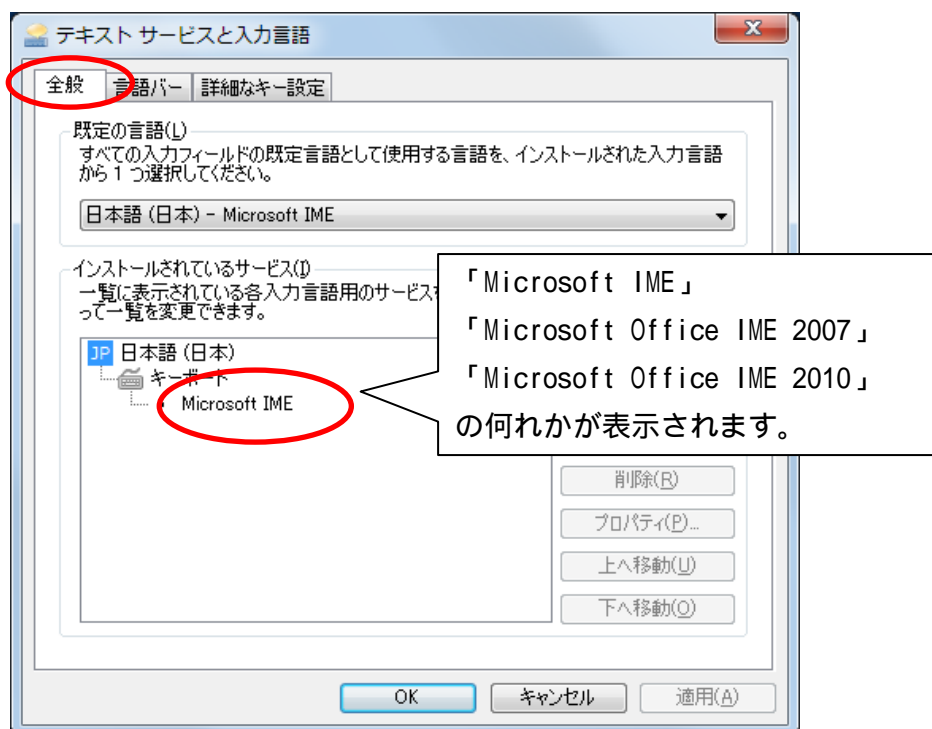 テキスト サービスと入力言語
全般 言語バー 詳細なキー設定
既定の言語(L)
すべての入力フィールドの既定言語として使用する言語を、インストールされた入力言語
から 1 つ選択してください。
日本語 (日本) - Microsoft IME
インストールされているサービス(I)
一覧に表示されている各入力言語用のサービスを
って一覧を変更できます。
JP 日本語 (日本)
キーボード
Microsoft IME
「Microsoft IME」
「Microsoft Office IME 2007」
「Microsoft Office IME 2010」
の何れかが表示されます。
削除(R)
プロパティ(P)...
上へ移動(U)
下へ移動(O)
OK キャンセル 適用(A)